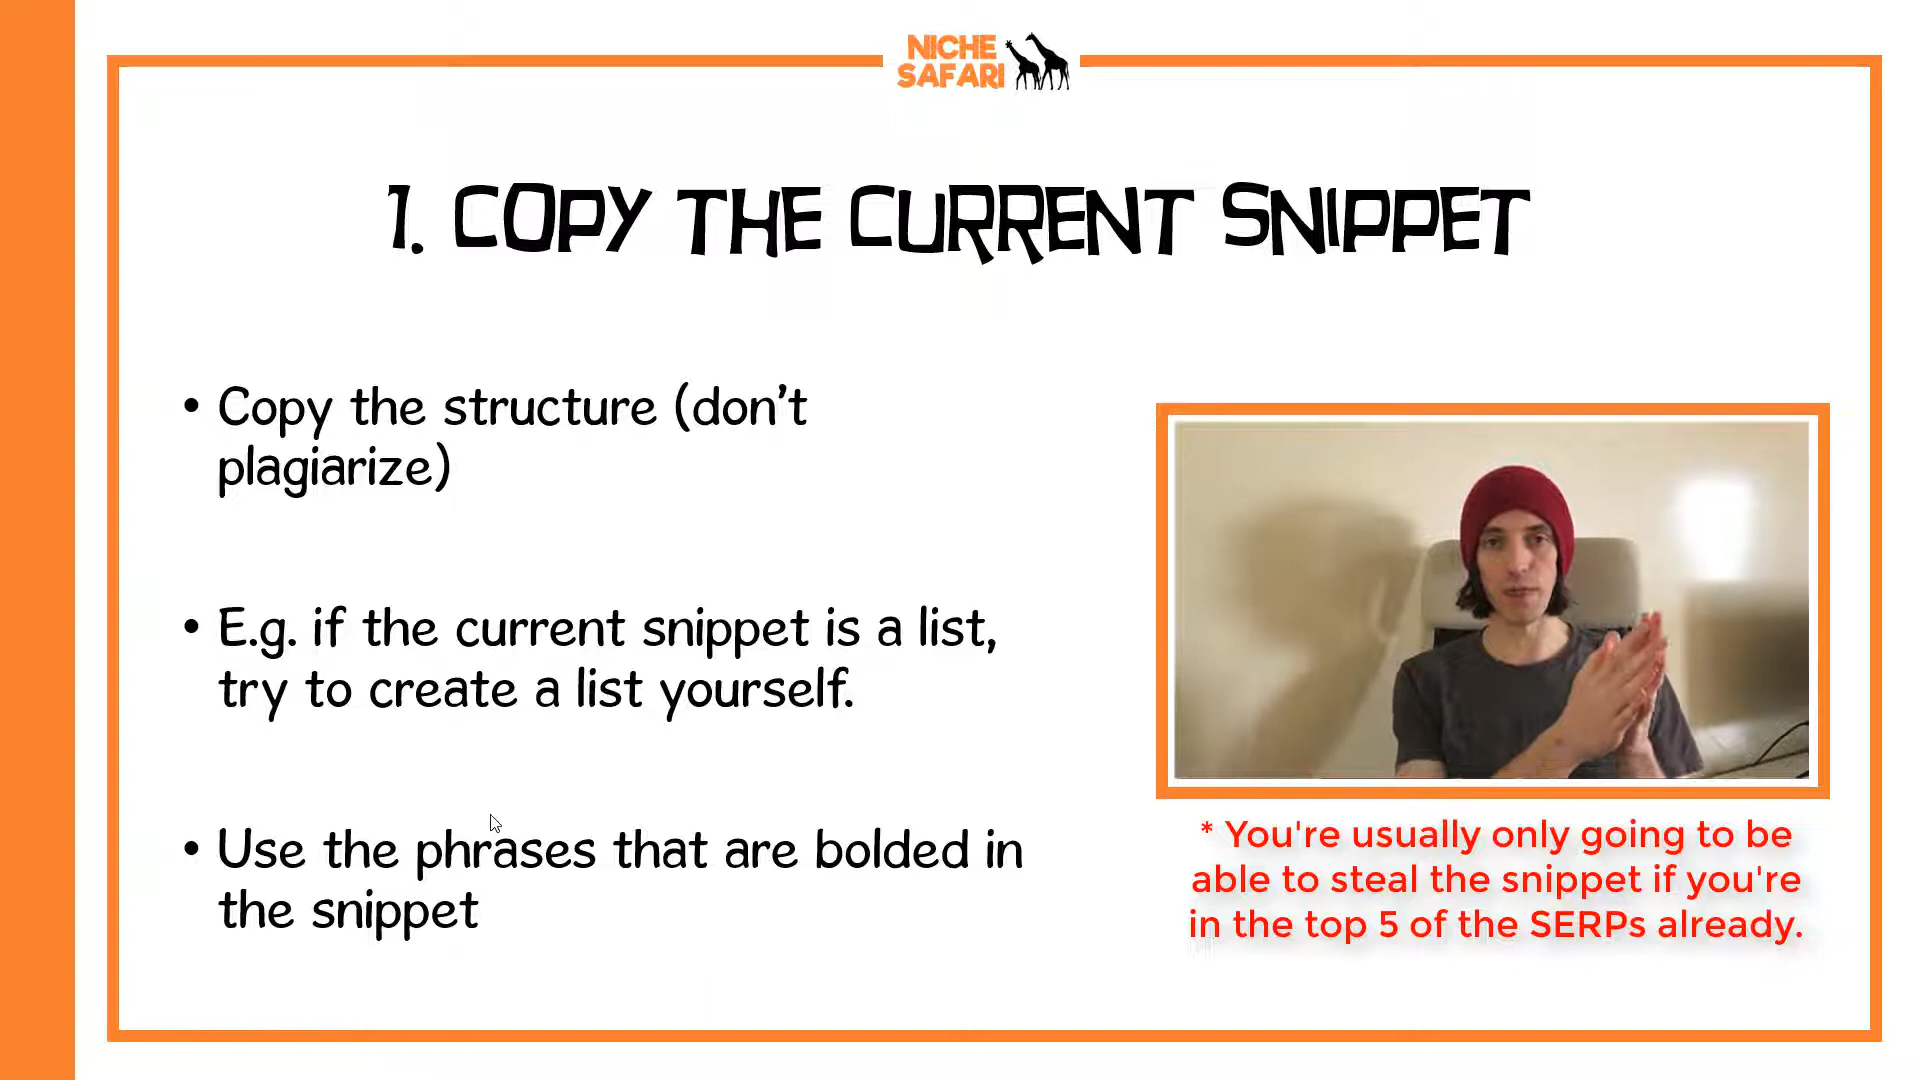 NICHE
SAFARI
1. COPY THE CURRENT SNIPPET
• Copy the structure (don't
plagiarize)
• E.g. if the current snippet is a list,
try to create a list yourself.
• Use the phrases that are bolded in
the snippet
* You're usually only going to be
able to steal the snippet if you're
in the top 5 of the SERPs already.